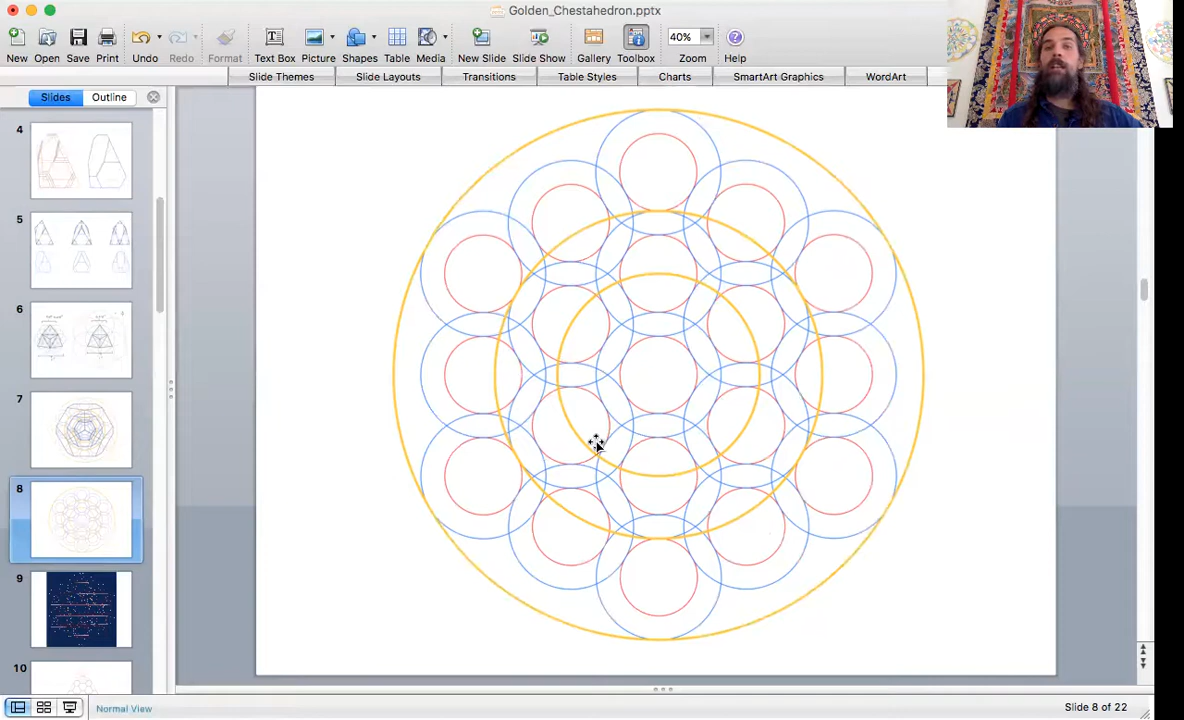 Golden_Chestahedron.pptx
New Open Save Print Undo Redo Format Text Box Picture Shapes Table Media New Slide Slide Show Gallery Toolbox 40% Zoom ? Help
Slide Themes Slide Layouts Transitions Table Styles Charts SmartArt Graphics WordArt
Slides Outline
4
5
6
7
8
9
10
Normal View
Slide 8 of 22